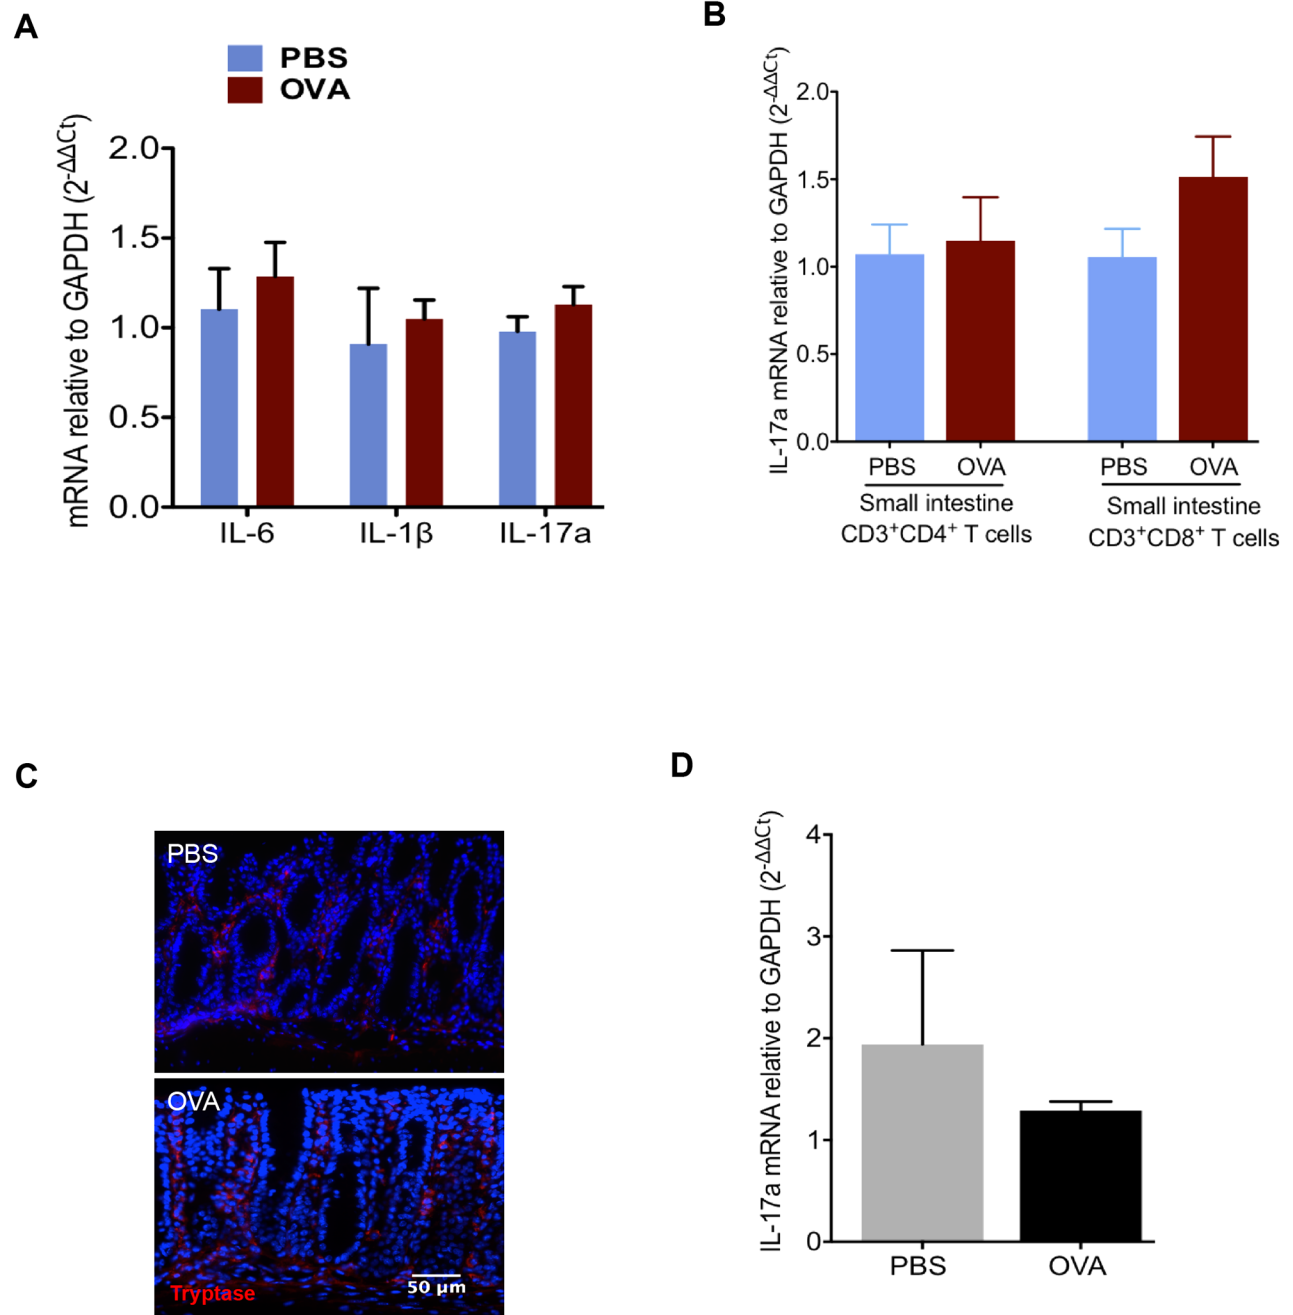 A
PBS
OVA
mRNA relative to GAPDH (2-ΔΔCt)
2.0
1.5
1.0
0.5
0.0
IL-6 IL-1β IL-17a
B
IL-17a mRNA relative to GAPDH (2-ΔΔCt)
2.0
1.5
1.0
0.5
0.0
PBS OVA PBS OVA
Small intestine
CD3+CD4+ T cells
Small intestine
CD3+CD8+ T cells
C
PBS
OVA
Tryptase
50 µm
D
IL-17a mRNA relative to GAPDH (2-ΔΔCt)
4
3
2
1
0
PBS OVA